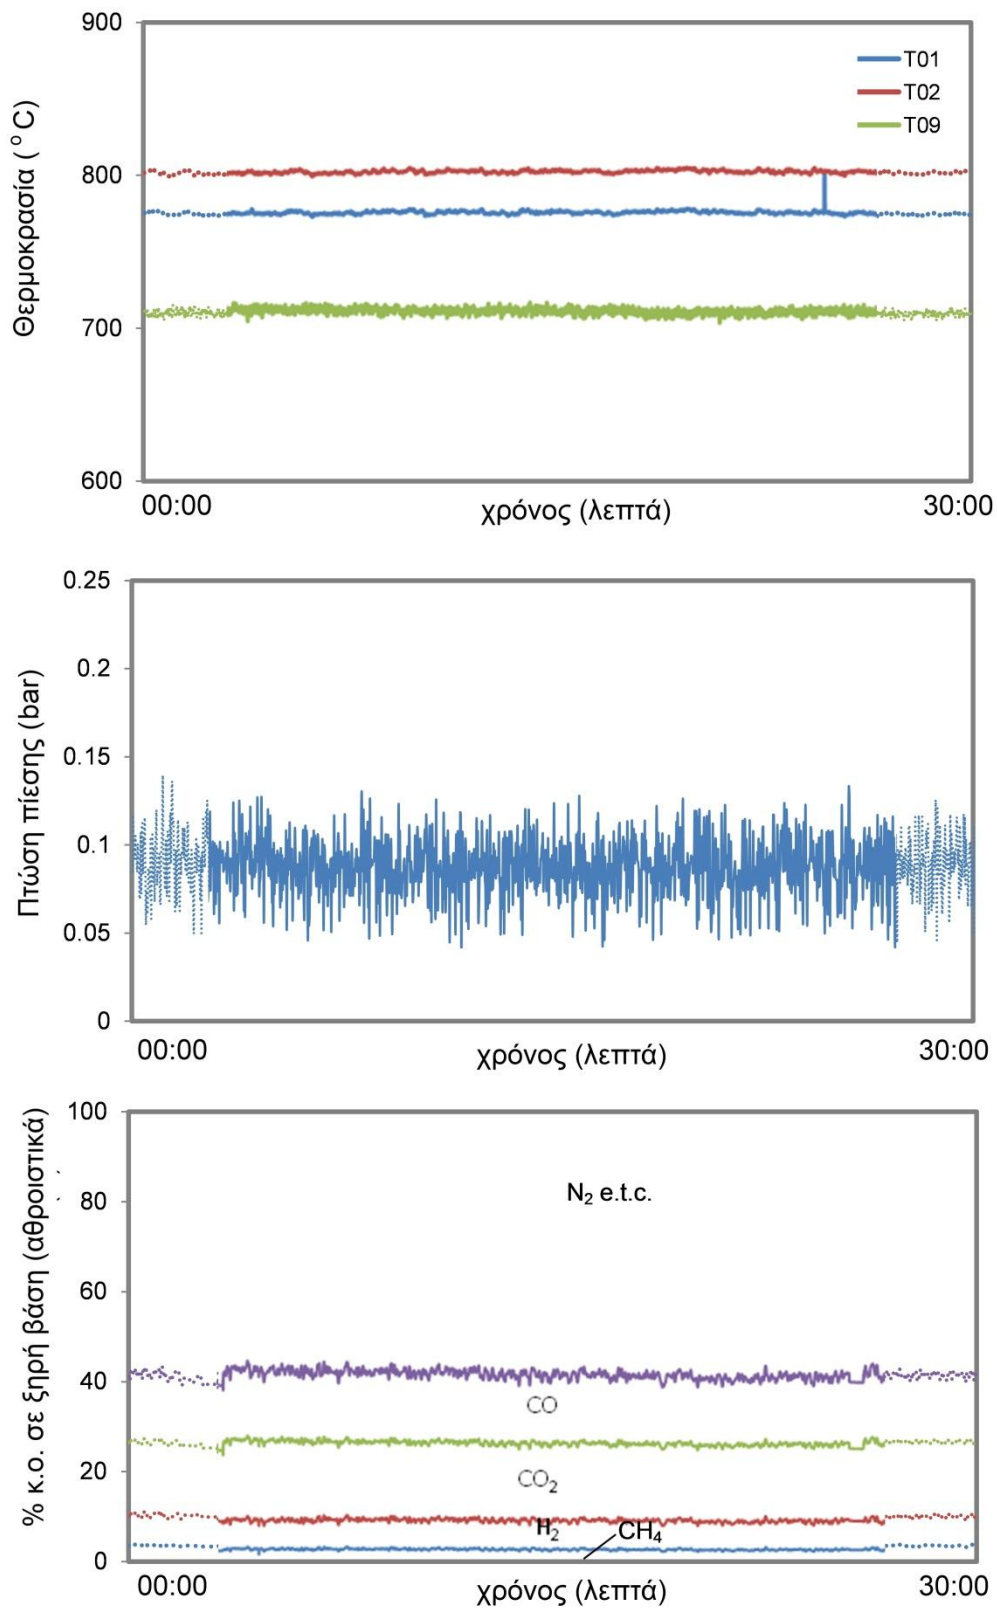 900
T01
T02
T09
800
700
600
Θερμοκρασία ( ° C)
00:00
χρόνος (λεπτά)
30:00
0.25
0.2
0.15
0.1
0.05
0
Πτώση πίεσης (bar)
00:00
χρόνος (λεπτά)
30:00
100
80
60
40
20
0
% κ.ο. σε ξηρή βάση (αθροιστικά)
N₂ e.t.c.
CO
CO₂
H₂
CH₄
00:00
χρόνος (λεπτά)
30:00